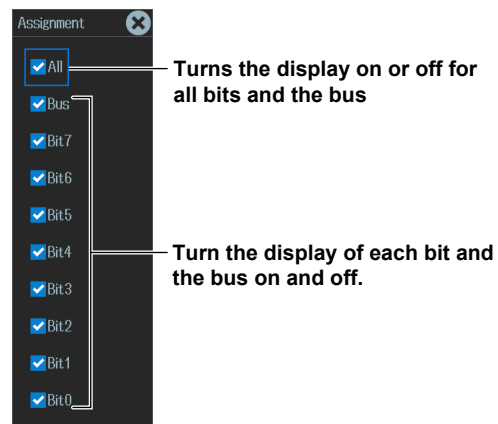 Assignment
All
Turns the display on or off for
all bits and the bus
Bus
Bit7
Bit6
Bit5
Bit4
Turn the display of each bit and
the bus on and off.
Bit3
Bit2
Bit1
Bit0